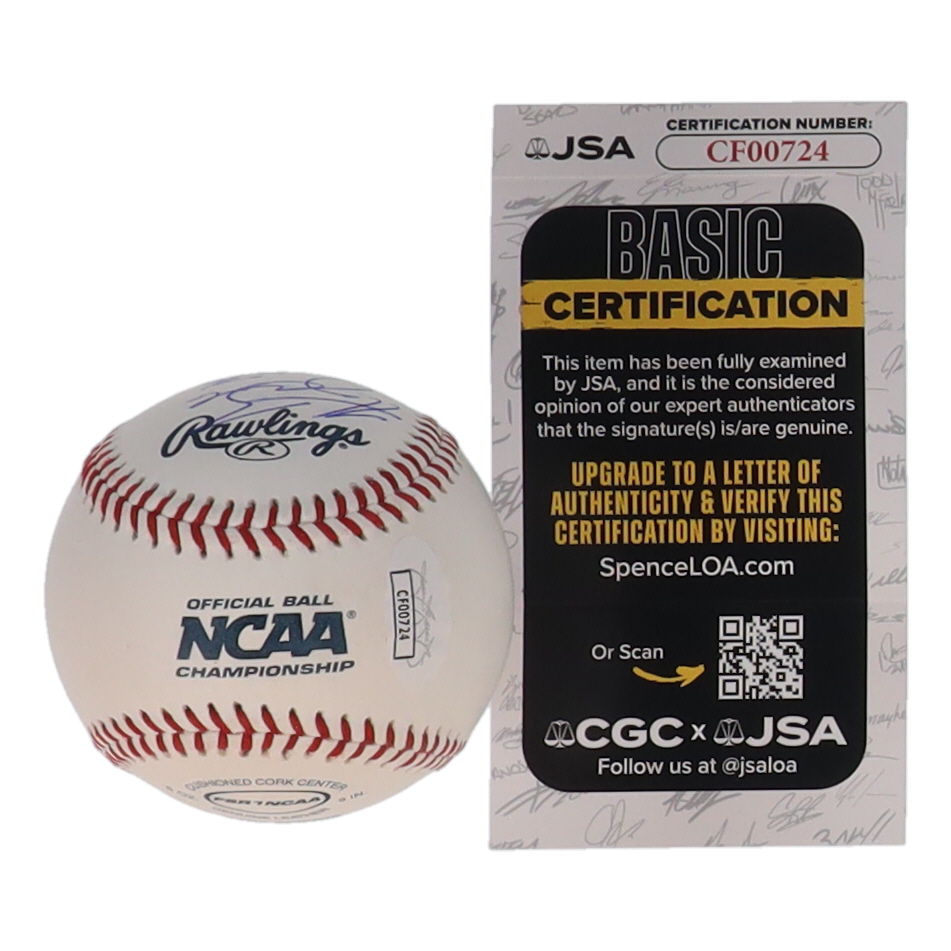 Rawlings®
R
OFFICIAL BALL
NCAA®
CHAMPIONSHIP
CUSHIONED CORK CENTER
FSR1NCAA
CF00724
JSA
CERTIFICATION NUMBER:
CF00724
BASIC
CERTIFICATION
This item has been fully examined
by JSA, and it is the considered
opinion of our expert authenticators
that the signature(s) is/are genuine.
UPGRADE TO A LETTER OF
AUTHENTICITY & VERIFY THIS
CERTIFICATION BY VISITING:
SpenceLOA.com
Or Scan
CGC x JSA
Follow us at @jsaloa